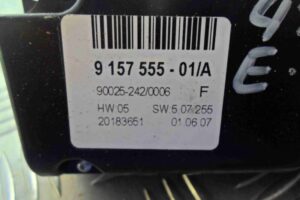 9 157 555 - 01/A
90025-242/0006 F
HW 05 SW 5.07.255
20183651 01.06.07
E